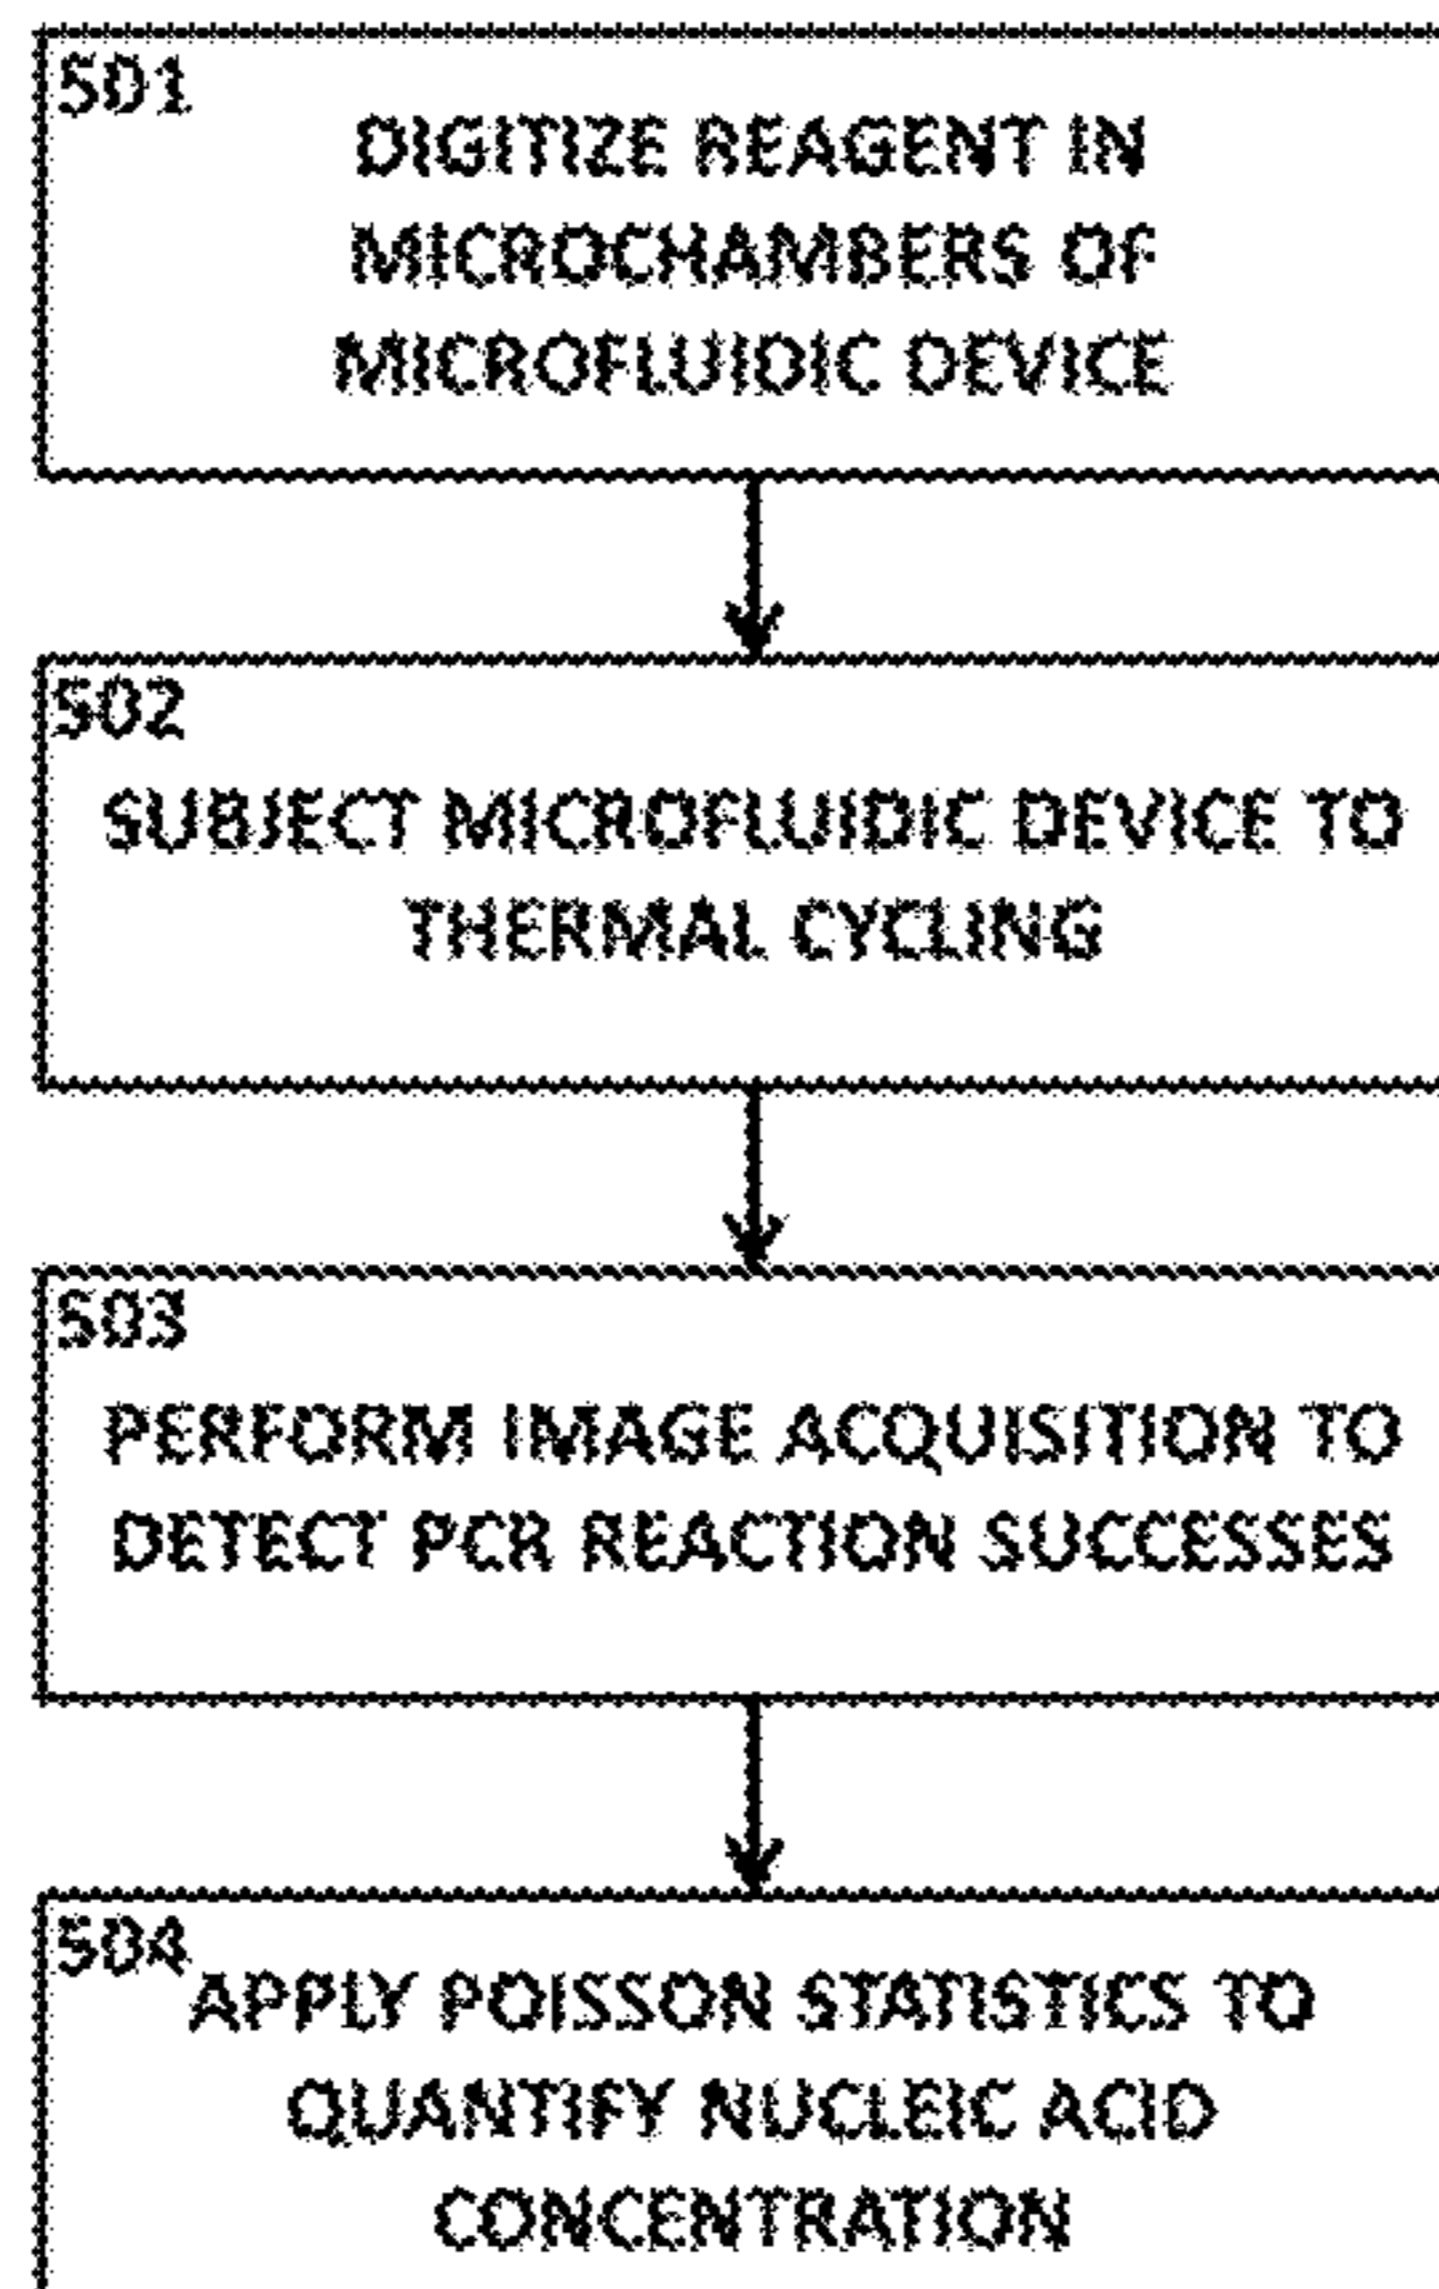 501
DIGITIZE REAGENT IN
MICROCHAMBERS OF
MICROFLUIDIC DEVICE
502
SUBJECT MICROFLUIDIC DEVICE TO
THERMAL CYCLING
503
PERFORM IMAGE ACQUISITION TO
DETECT PCR REACTION SUCCESSES
504
APPLY POISSON STATISTICS TO
QUANTIFY NUCLEIC ACID
CONCENTRATION